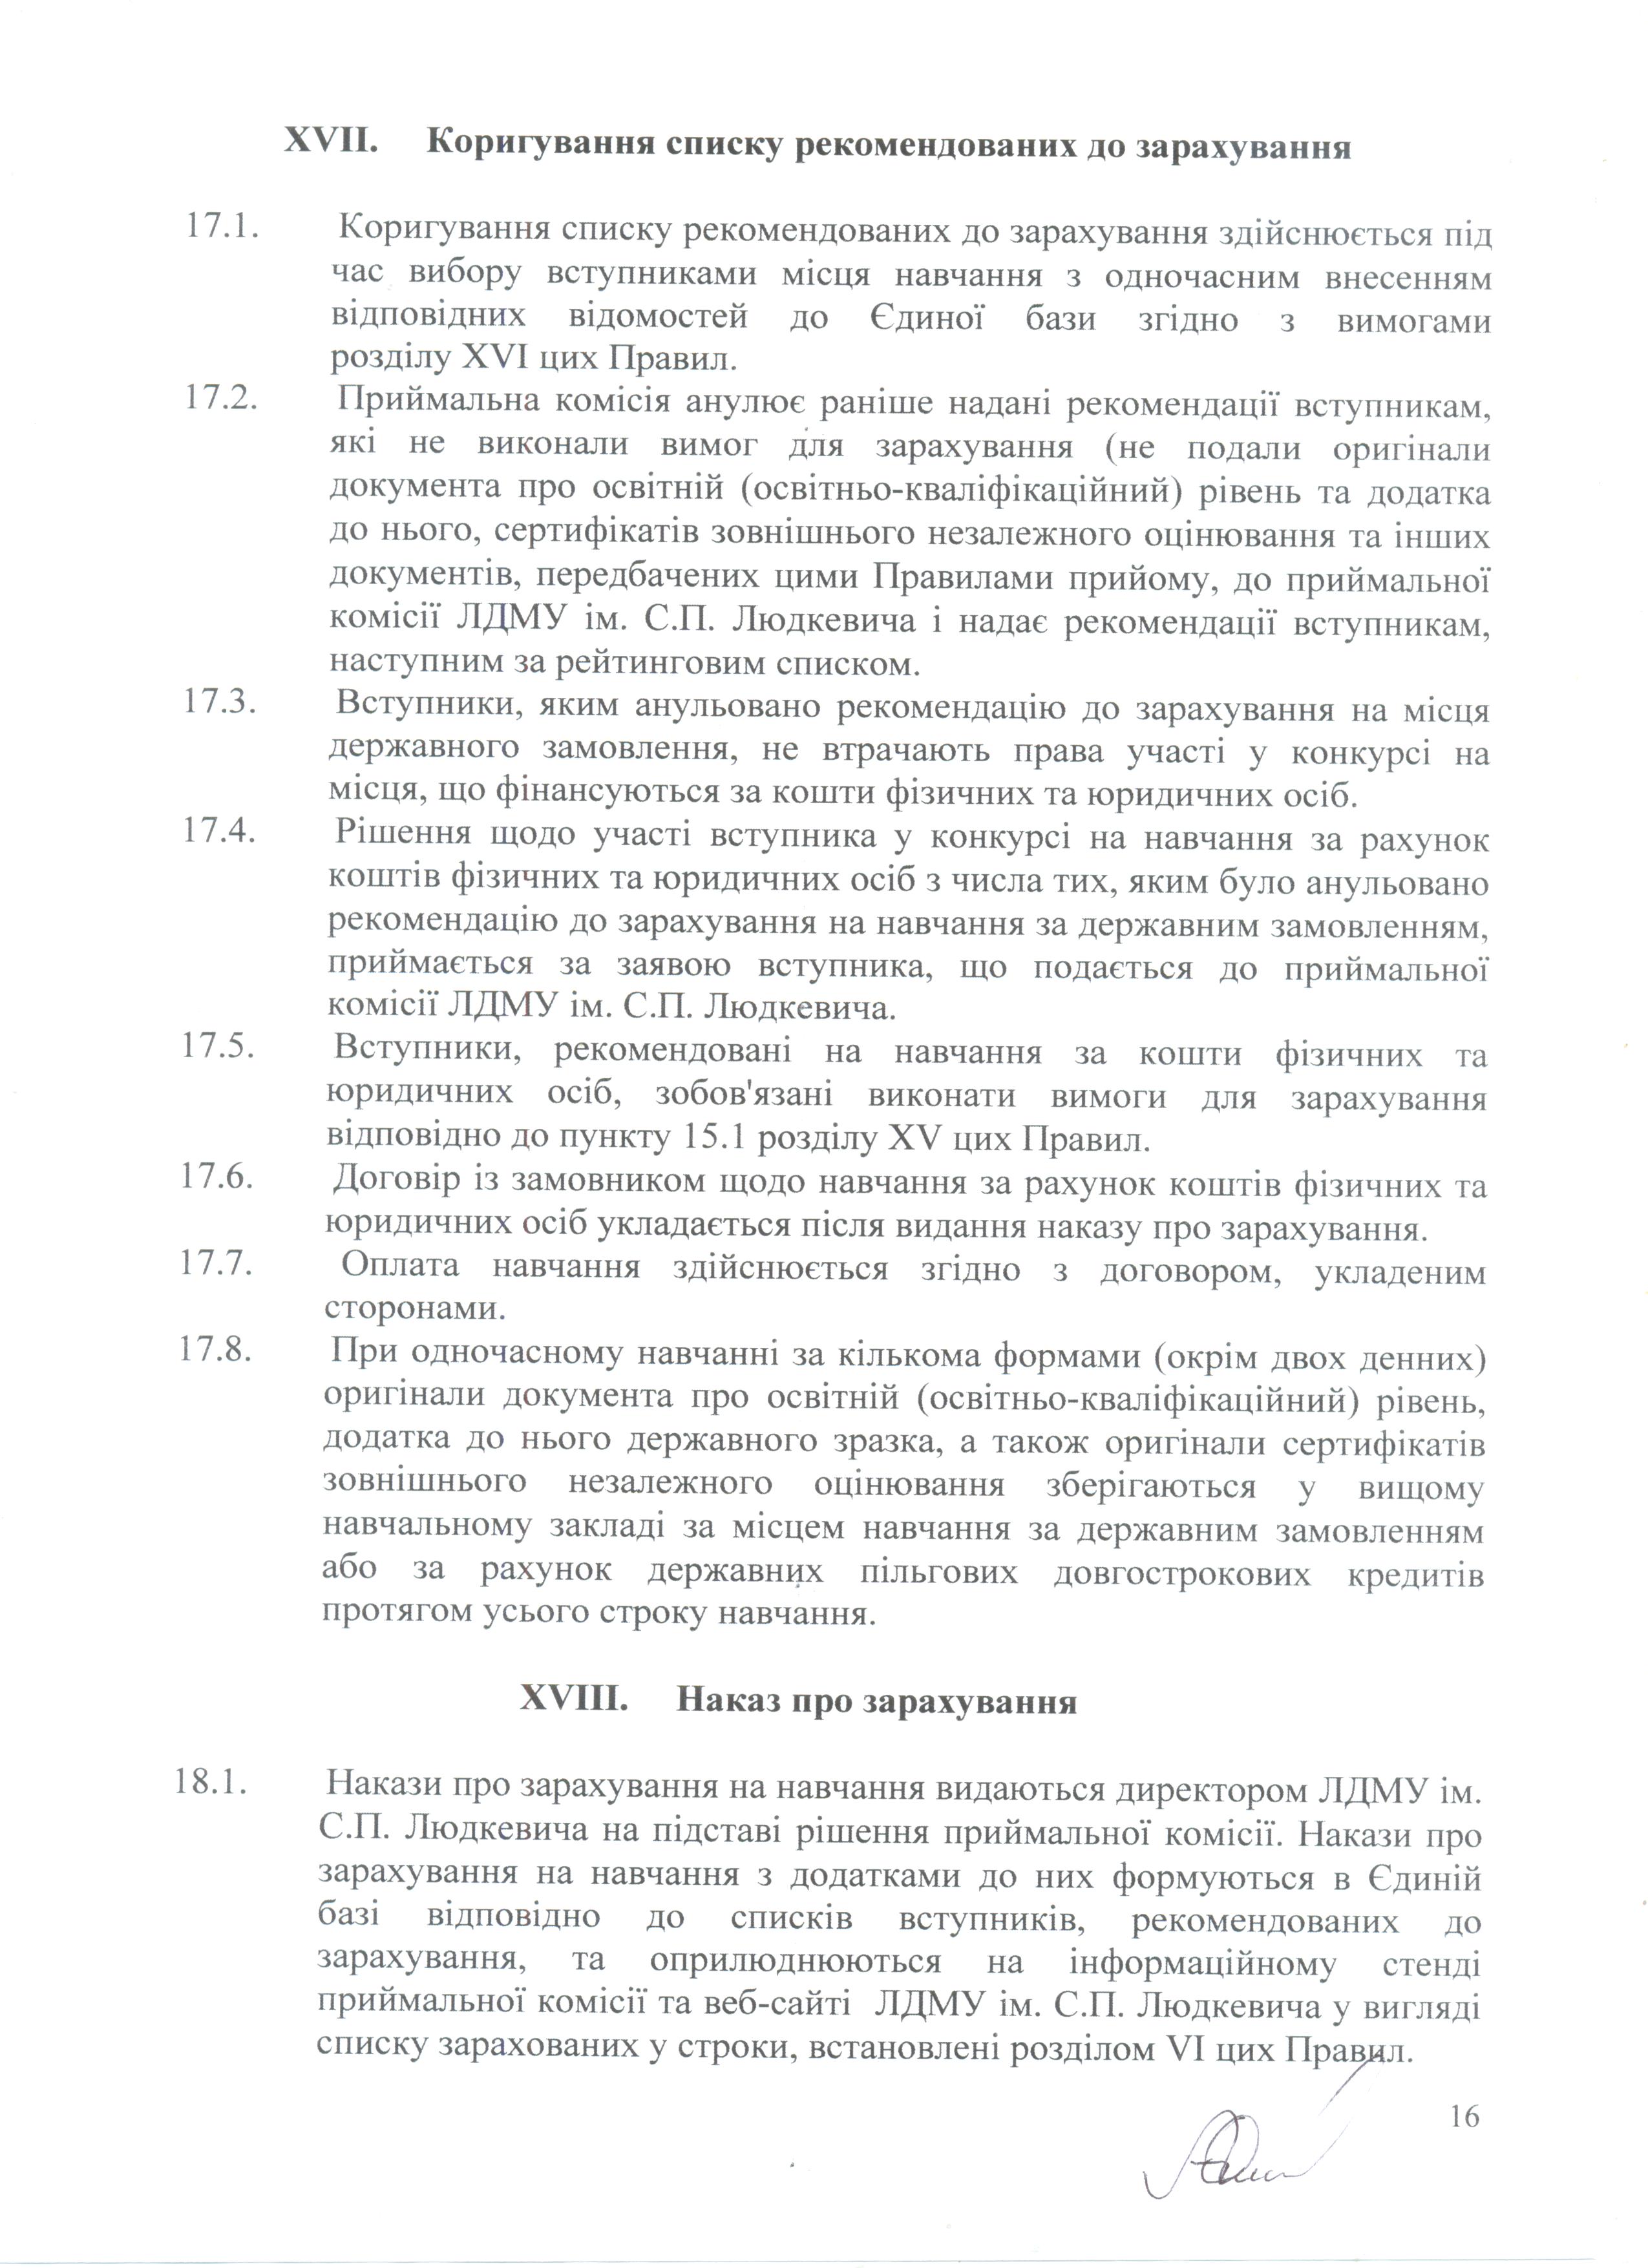 XVII. Коригування списку рекомендованих до зарахування
17.1. Коригування списку рекомендованих до зарахування здійснюється під
час вибору вступниками місця навчання з одночасним внесенням
відповідних відомостей до Єдиної бази згідно з вимогами
розділу XVI цих Правил.
17.2. Приймальна комісія анулює раніше надані рекомендації вступникам,
які не виконали вимог для зарахування (не подали оригінали
документа про освітній (освітньо-кваліфікаційний) рівень та додатка
до нього, сертифікатів зовнішнього незалежного оцінювання та інших
документів, передбачених цими Правилами прийому, до приймальної
комісії ЛДМУ ім. С.П. Людкевича і надає рекомендації вступникам,
наступним за рейтинговим списком.
17.3. Вступники, яким анульовано рекомендацію до зарахування на місця
державного замовлення, не втрачають права участі у конкурсі на
місця, що фінансуються за кошти фізичних та юридичних осіб.
17.4. Рішення щодо участі вступника у конкурсі на навчання за рахунок
коштів фізичних та юридичних осіб з числа тих, яким було анульовано
рекомендацію до зарахування на навчання за державним замовленням,
приймається за заявою вступника, що подається до приймальної
комісії ЛДМУ ім. С.П. Людкевича.
17.5. Вступники, рекомендовані на навчання за кошти фізичних та
юридичних осіб, зобов'язані виконати вимоги для зарахування
відповідно до пункту 15.1 розділу XV цих Правил.
17.6. Договір із замовником щодо навчання за рахунок коштів фізичних та
юридичних осіб укладається після видання наказу про зарахування.
17.7. Оплата навчання здійснюється згідно з договором, укладеним
сторонами.
17.8. При одночасному навчанні за кількома формами (окрім двох денних)
оригінали документа про освітній (освітньо-кваліфікаційний) рівень,
додатка до нього державного зразка, а також оригінали сертифікатів
зовнішнього незалежного оцінювання зберігаються у вищому
навчальному закладі за місцем навчання за державним замовленням
або за рахунок державних пільгових довгострокових кредитів
протягом усього строку навчання.
XVIII. Наказ про зарахування
18.1. Накази про зарахування на навчання видаються директором ЛДМУ ім.
С.П. Людкевича на підставі рішення приймальної комісії. Накази про
зарахування на навчання з додатками до них формуються в Єдиній
базі відповідно до списків вступників, рекомендованих до
зарахування, та оприлюднюються на інформаційному стенді
приймальної комісії та веб-сайті ЛДМУ ім. С.П. Людкевича у вигляді
списку зарахованих у строки, встановлені розділом VI цих Правил.
16